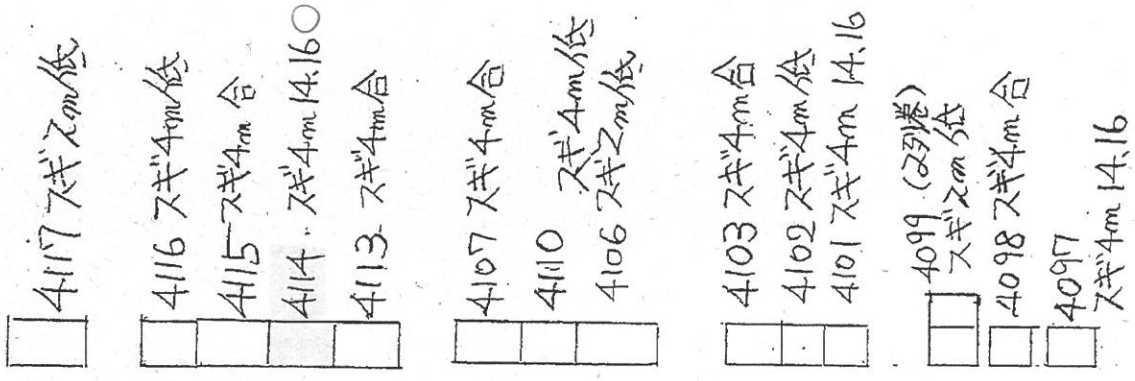 4117 スギ2m低
4116 スギ4m低
4115 スギ4m合
4114 スギ4m 14.16○
4113 スギ4m合
4107 スギ4m合
4110 スギ4m低
4106 スギ2m低
4103 スギ4m合
4102 スギ4m低
4101 スギ4m 14.16
4099 (2列巻)
スギ2m低
4098 スギ4m合
4097
スギ4m 14.16